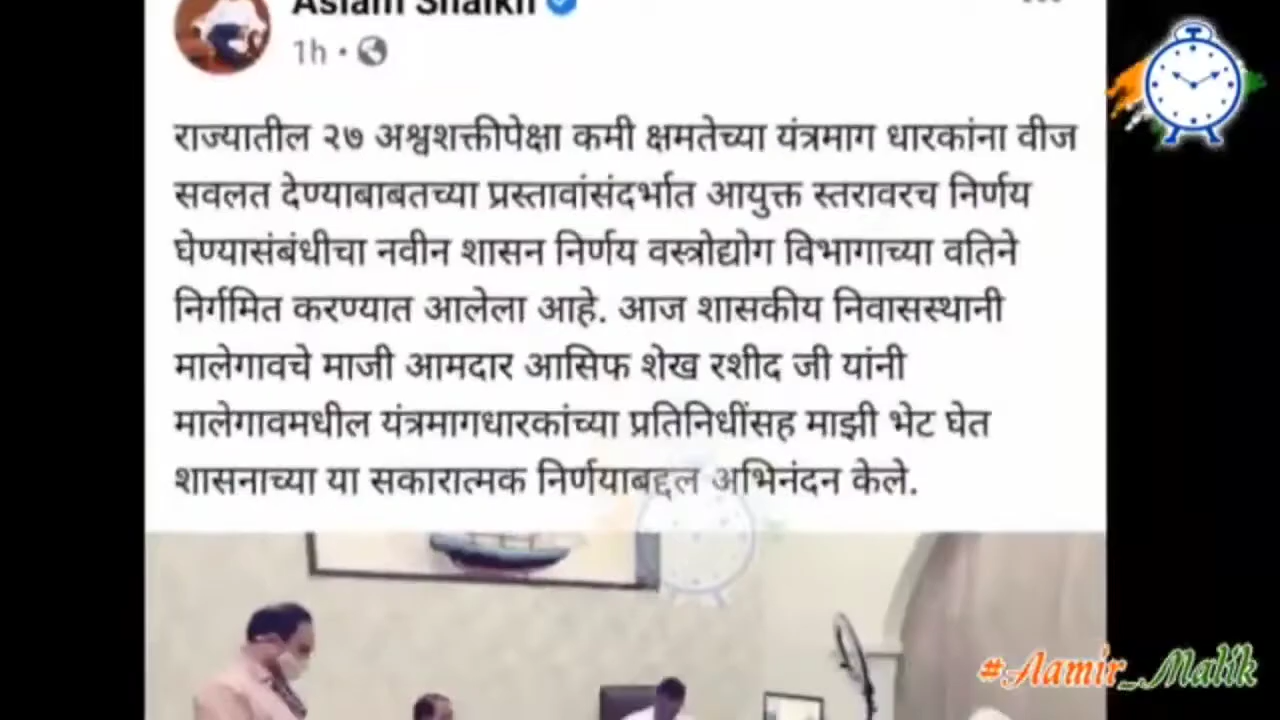 Aslam Shaikh
1h
राज्यातील २७ अश्वशक्तीपेक्षा कमी क्षमतेच्या यंत्रमाग धारकांना वीज
सवलत देण्याबाबतच्या प्रस्तावांसंदर्भात आयुक्त स्तरावरच निर्णय
घेण्यासंबंधीचा नवीन शासन निर्णय वस्त्रोद्योग विभागाच्या वतिने
निर्गमित करण्यात आलेला आहे. आज शासकीय निवासस्थानी
मालेगावचे माजी आमदार आसिफ शेख रशीद जी यांनी
मालेगावमधील यंत्रमागधारकांच्या प्रतिनिधींसह माझी भेट घेत
शासनाच्या या सकारात्मक निर्णयाबद्दल अभिनंदन केले.
#Aamir_Malik